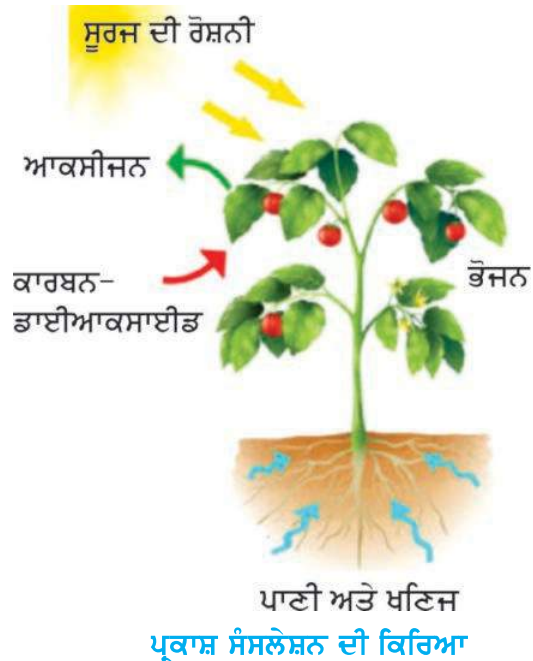 ਸੂਰਜ ਦੀ ਰੋਸ਼ਨੀ
ਆਕਸੀਜਨ
ਕਾਰਬਨ-
ਡਾਈਆਕਸਾਈਡ
ਭੋਜਨ
ਪਾਣੀ ਅਤੇ ਖਣਿਜ
ਪ੍ਰਕਾਸ਼ ਸੰਸਲੇਸ਼ਨ ਦੀ ਕਿਰਿਆ